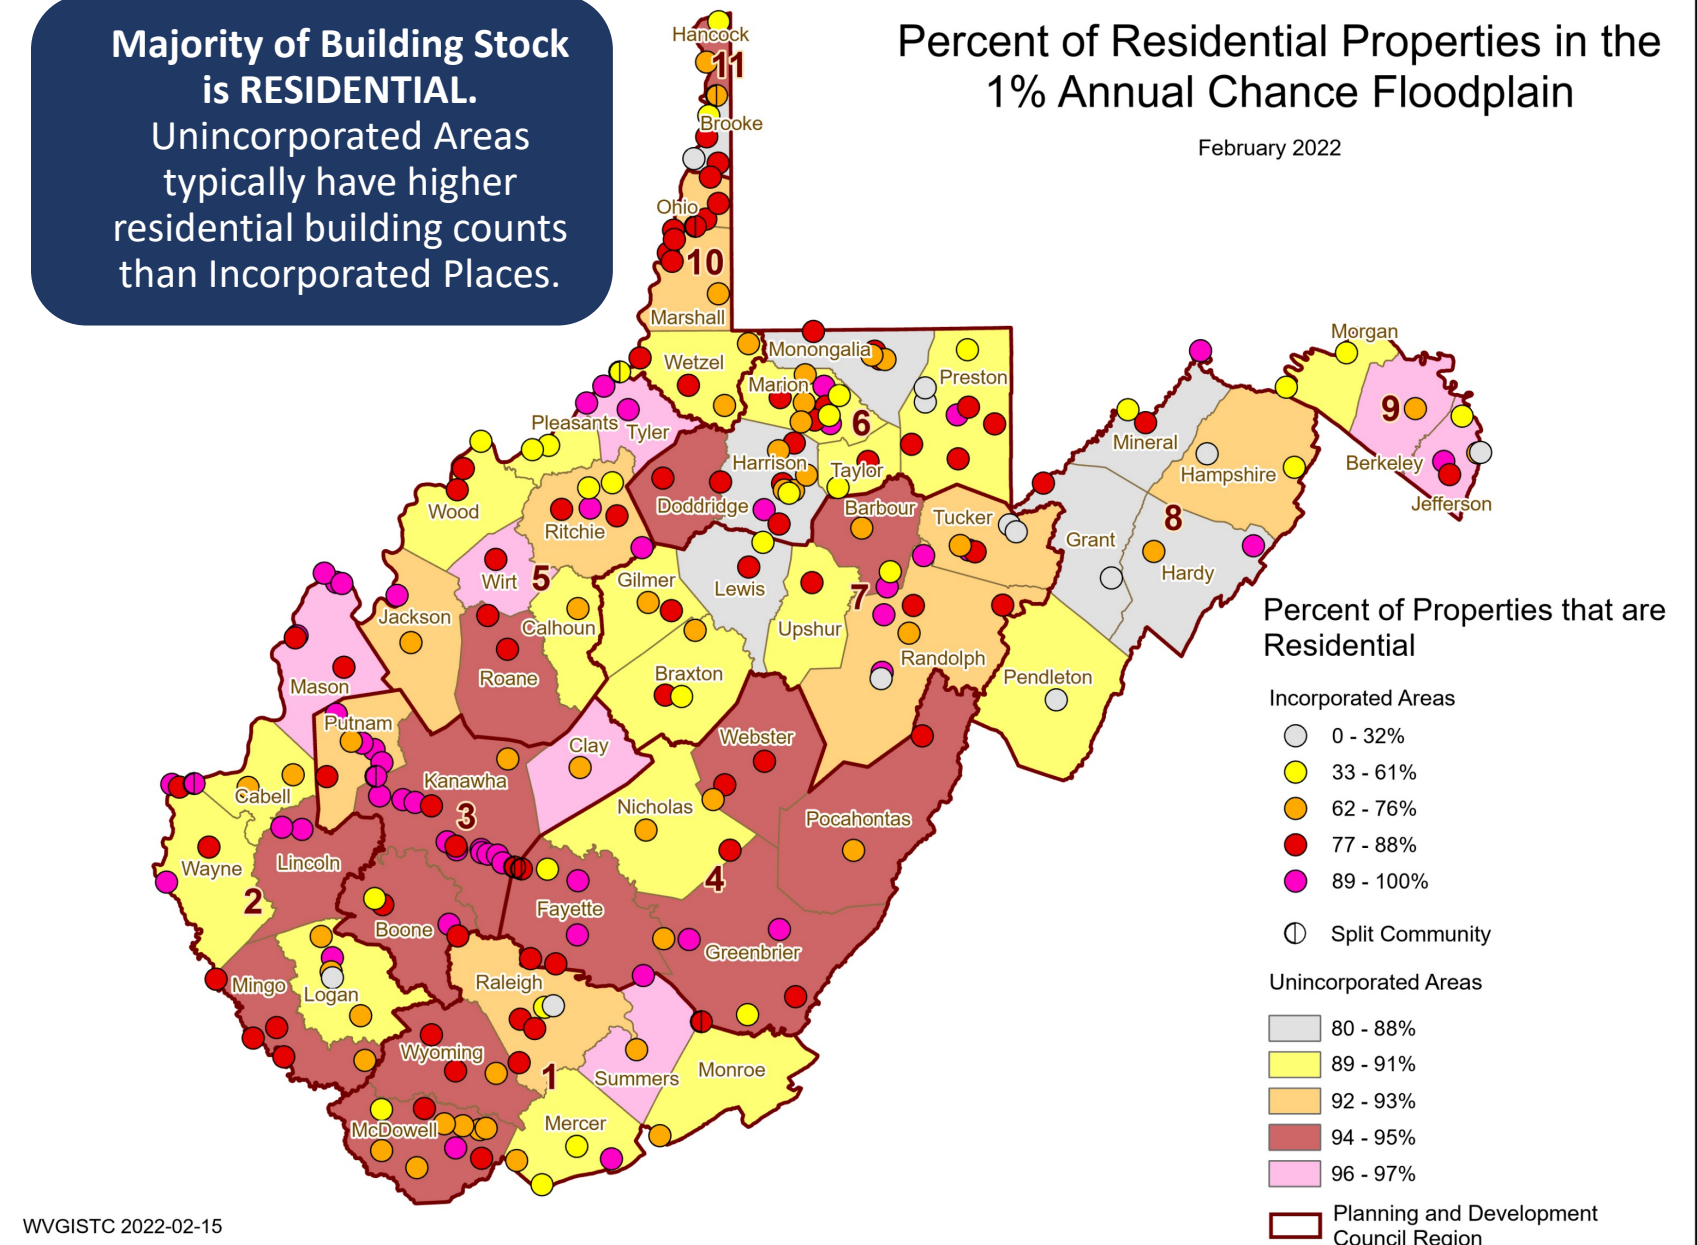 Majority of Building Stock
is RESIDENTIAL.
Unincorporated Areas
typically have higher
residential building counts
than Incorporated Places.
Percent of Residential Properties in the
1% Annual Chance Floodplain
February 2022
Hancock
11
Brooke
Ohio
10
Marshall
Wetzel
Monongalia
Preston
Marion
6
Pleasants
Tyler
Harrison
Taylor
Doddridge
Barbour
Tucker
Wood
Ritchie
Wirt
5
Gilmer
Lewis
7
Jackson
Calhoun
Upshur
Randolph
Roane
Braxton
Mason
Putnam
Webster
Clay
Kanawha
3
Cabell
Nicholas
Pocahontas
Wayne
Lincoln
2
4
Fayette
Boone
Greenbrier
Mingo
Logan
Raleigh
Wyoming
1
Summers
Monroe
McDowell
Mercer
Morgan
9
Berkeley
Jefferson
Mineral
Hampshire
8
Grant
Hardy
Pendleton
Percent of Properties that are
Residential
Incorporated Areas
0 - 32%
33 - 61%
62 - 76%
77 - 88%
89 - 100%
Split Community
Unincorporated Areas
80 - 88%
89 - 91%
92 - 93%
94 - 95%
96 - 97%
Planning and Development
Council Region
WVGISTC 2022-02-15